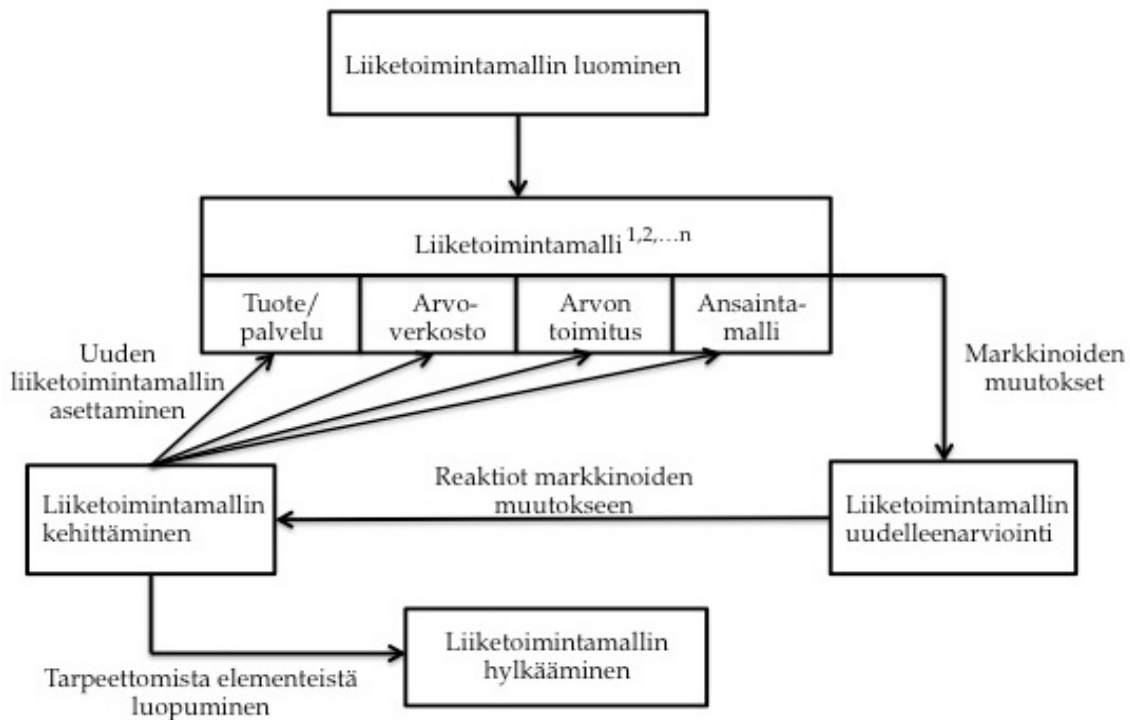 Liiketoimintamallin luominen
Liiketoimintamalli 1,2,…n
Tuote/
palvelu
Arvo-
verkosto
Arvon
toimitus
Ansainta-
malli
Uuden
liiketoimintamallin
asettaminen
Markkinoiden
muutokset
Liiketoimintamallin
kehittäminen
Reaktiot markkinoiden
muutokseen
Liiketoimintamallin
uudelleenarviointi
Tarpeettomista elementeistä
luopuminen
Liiketoimintamallin
hylkääminen